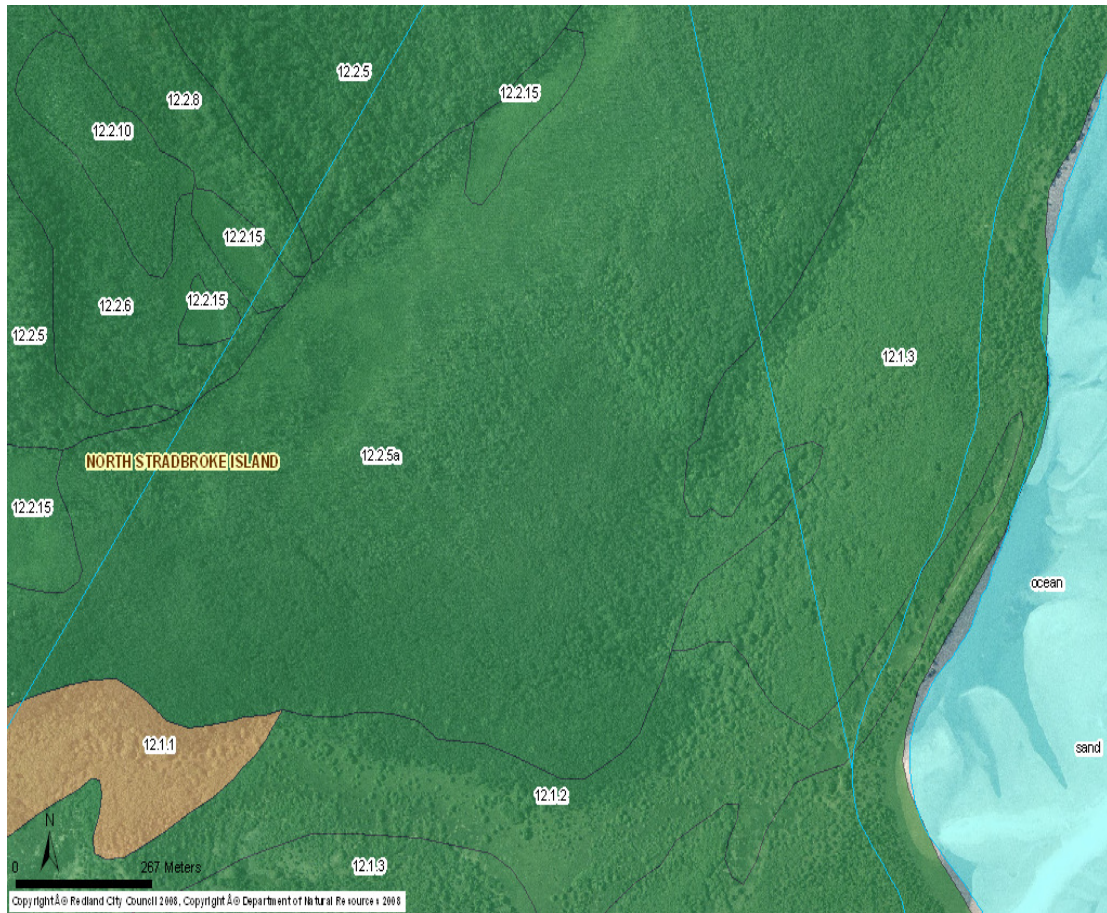 12.2.5
12.2.15
12.2.8
12.2.10
12.2.15
12.2.15
12.2.6
12.2.5
12.1.3
NORTH STRADBROKE ISLAND
12.2.5a
12.2.15
ocean
12.1.1
sand
12.1.2
N
0
267 Meters
12.1.3
Copyright Â© Redland City Council 2008, Copyright Â© Department of Natural Resources 2008